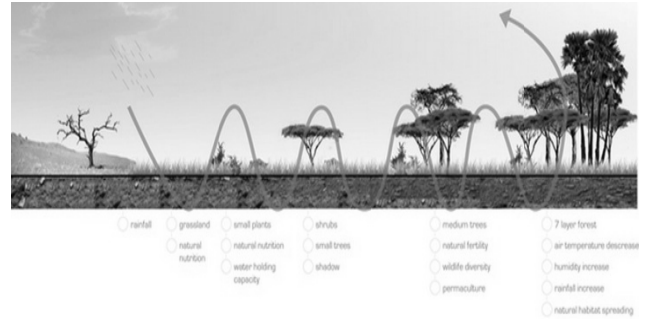 rainfall
grassland
natural
nutrition
small plants
natural nutrition
water holding
capacity
shrubs
small trees
shadow
medium trees
natural fertility
wildlife diversity
permaculture
7 layer forest
air temperature descrease
humidity increase
rainfall increase
natural habitat spreading